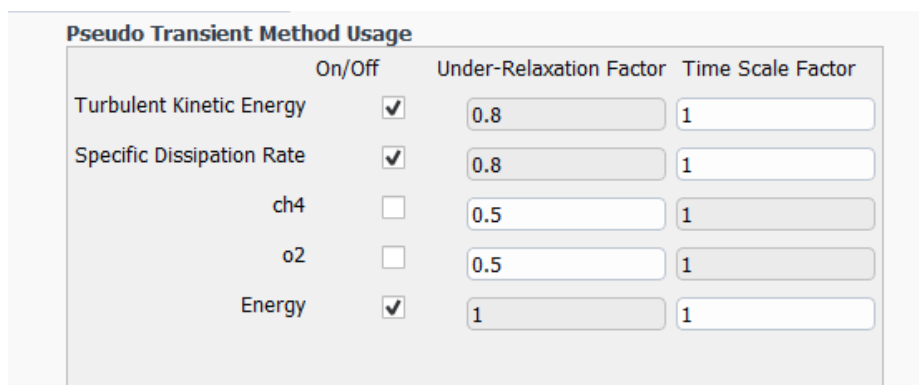 Pseudo Transient Method Usage
On/Off Under-Relaxation Factor Time Scale Factor
Turbulent Kinetic Energy 0.8 1
Specific Dissipation Rate 0.8 1
ch4 0.5 1
o2 0.5 1
Energy 1 1